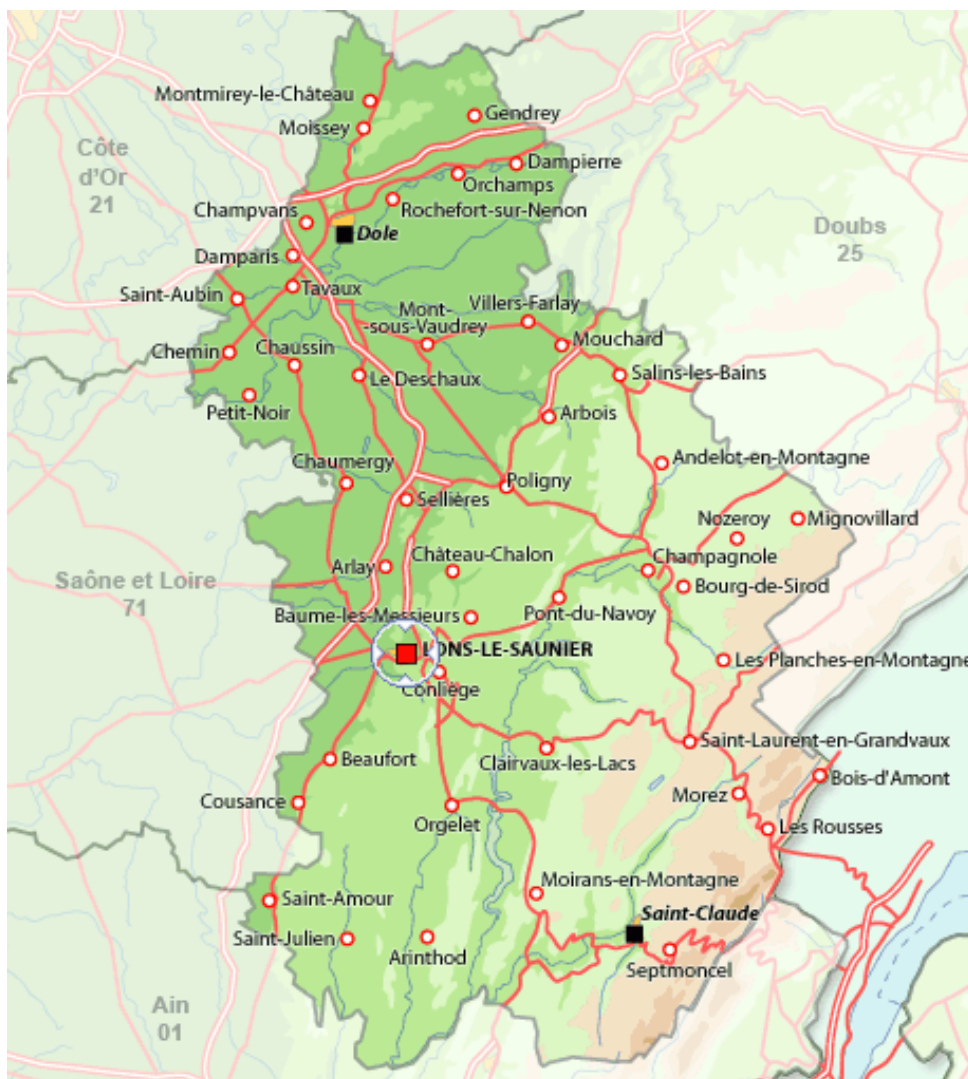 Montmirey-le-Château
Gendrey
Moissey
Côte
d'Or
21
Dampierre
Orchamps
Rochefort-sur-Nenon
Champvans
Dole
Doubs
25
Damparis
Tavaux
Saint-Aubin
Villers-Farlay
Mont-
-sous-Vaudrey
Mouchard
Chemin
Chaussin
Le Deschaux
Salins-les-Bains
Petit-Noir
Arbois
Chaumergy
Andelot-en-Montagne
Poligny
Sellières
Nozeroy
Mignovillard
Château-Chalon
Champagnole
Arlay
Saône et Loire
71
Bourg-de-Sirod
Baume-les-Messieurs
Pont-du-Navoy
LONS-LE-SAUNIER
Les Planches-en-Montagne
Conliège
Saint-Laurent-en-Grandvaux
Beaufort
Clairvaux-les-Lacs
Bois-d'Amont
Cousance
Morez
Orgelet
Les Rousses
Moirans-en-Montagne
Saint-Amour
Saint-Claude
Saint-Julien
Arinthod
Septmoncel
Ain
01